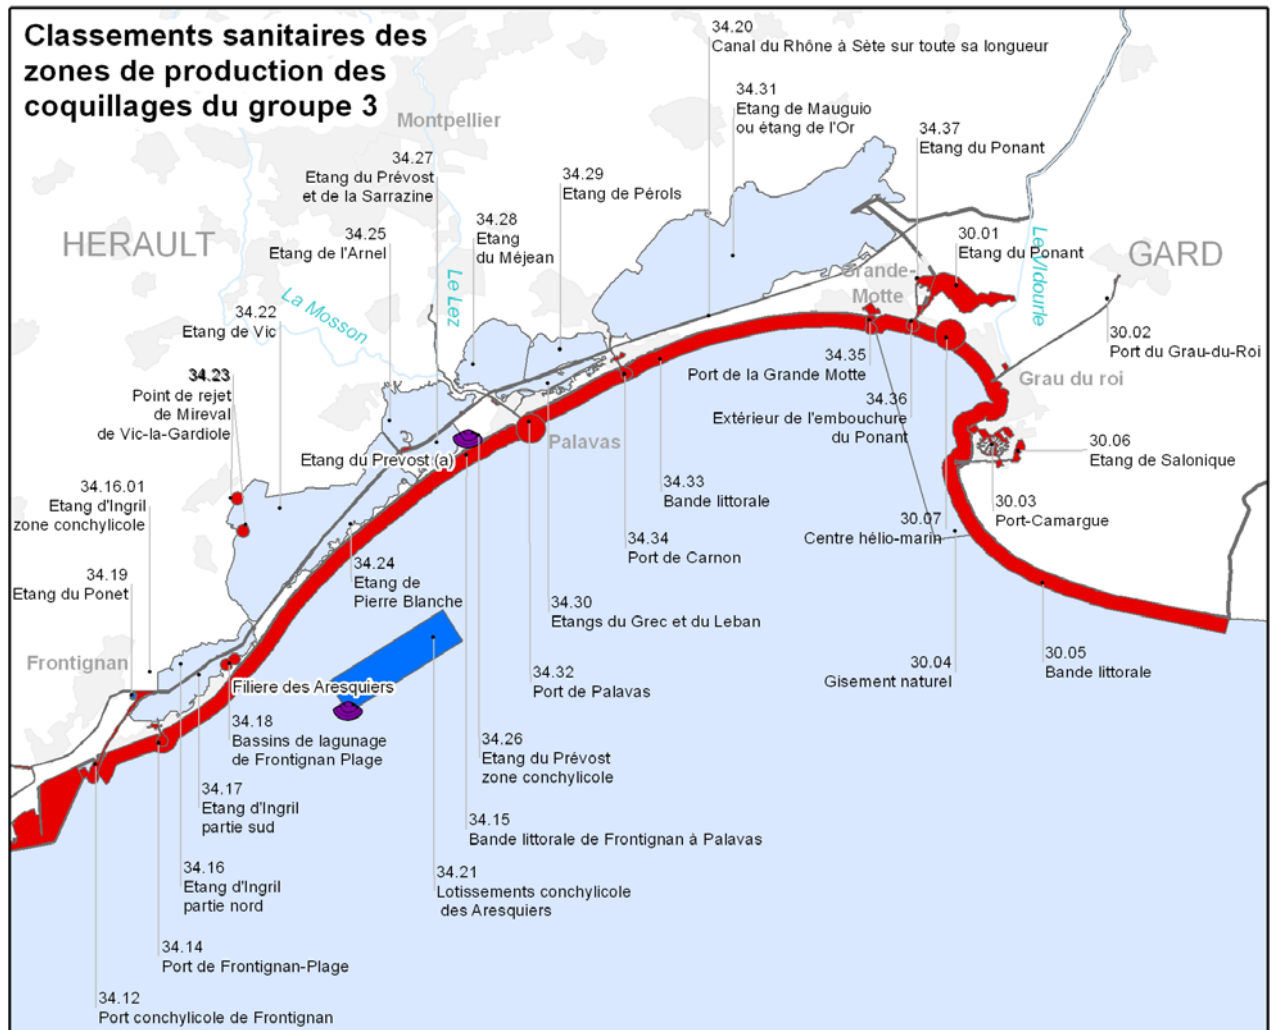 Classements sanitaires des
zones de production des
coquillages du groupe 3
34.20
Canal du Rhône à Sète sur toute sa longueur
34.31
Etang de Mauguio
ou étang de l'Or
Montpellier
34.37
Etang du Ponant
34.27
Etang du Prévost
et de la Sarrazine
34.29
Etang de Pérols
34.28
Etang
du Méjean
34.25
Etang de l'Arnel
HERAULT
30.01
Etang du Ponant
GARD
Le Vidourle
Grande-
Motte
Le Lez
La Mosson
34.22
Etang de Vic
30.02
Port du Grau-du-Roi
34.35
Port de la Grande Motte
34.23
Point de rejet
de Mireval
de Vic-la-Gardiole
Grau du roi
34.36
Extérieur de l'embouchure
du Ponant
Palavas
30.06
Etang de Salonique
Etang du Prevost (a)
34.33
Bande littorale
34.16.01
Etang d'Ingril
zone conchylicole
30.03
Port-Camargue
30.07
Centre hélio-marin
34.34
Port de Carnon
34.19
Etang du Ponet
34.24
Etang de
Pierre Blanche
34.30
Etangs du Grec et du Leban
Frontignan
34.32
Port de Palavas
30.04
Gisement naturel
30.05
Bande littorale
Filiere des Aresquiers
34.18
Bassins de lagunage
de Frontignan Plage
34.26
Etang du Prévost
zone conchylicole
34.17
Etang d'Ingril
partie sud
34.15
Bande littorale de Frontignan à Palavas
34.16
Etang d'Ingril
partie nord
34.21
Lotissements conchylicole
des Aresquiers
34.14
Port de Frontignan-Plage
34.12
Port conchylicole de Frontignan